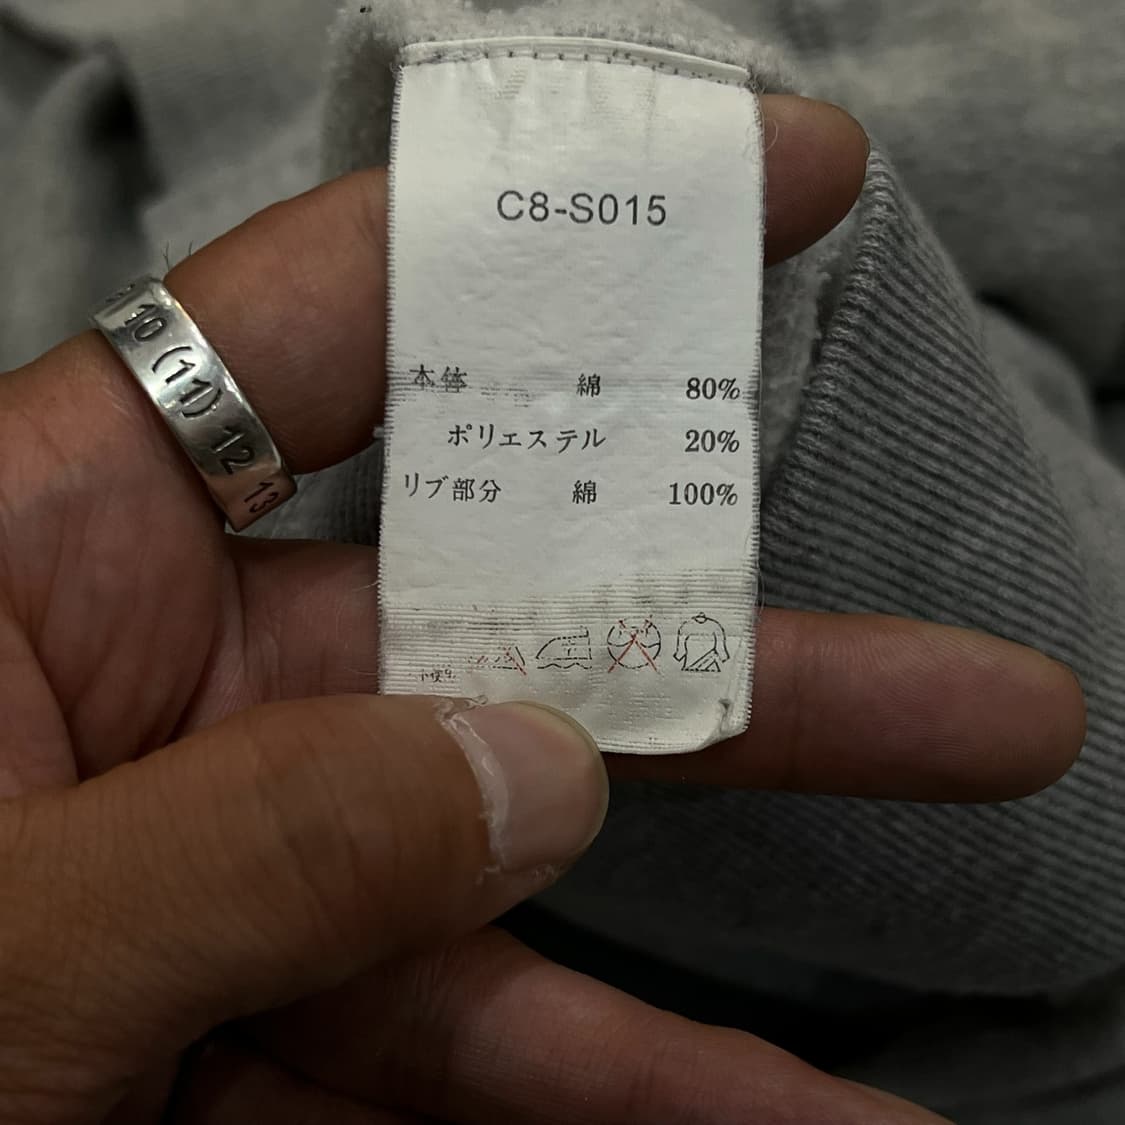 C8-S015
本体 綿 80%
ポリエステル 20%
リブ部分 綿 100%
10 (11) 12 13